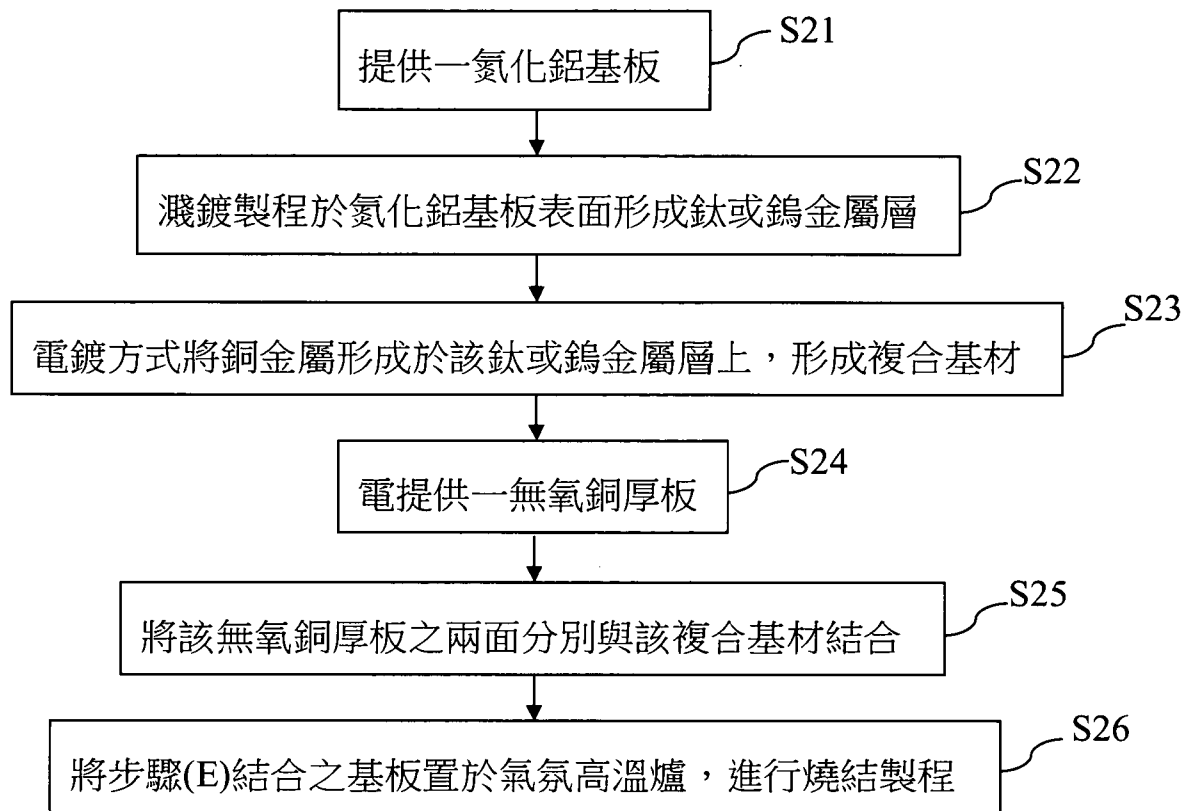 S21
提供一氮化鋁基板
S22
濺鍍製程於氮化鋁基板表面形成鈦或鎢金屬層
S23
電鍍方式將銅金屬形成於該鈦或鎢金屬層上，形成複合基材
S24
電提供一無氧銅厚板
S25
將該無氧銅厚板之兩面分別與該複合基材結合
S26
將步驟(E)結合之基板置於氣氛高溫爐，進行燒結製程